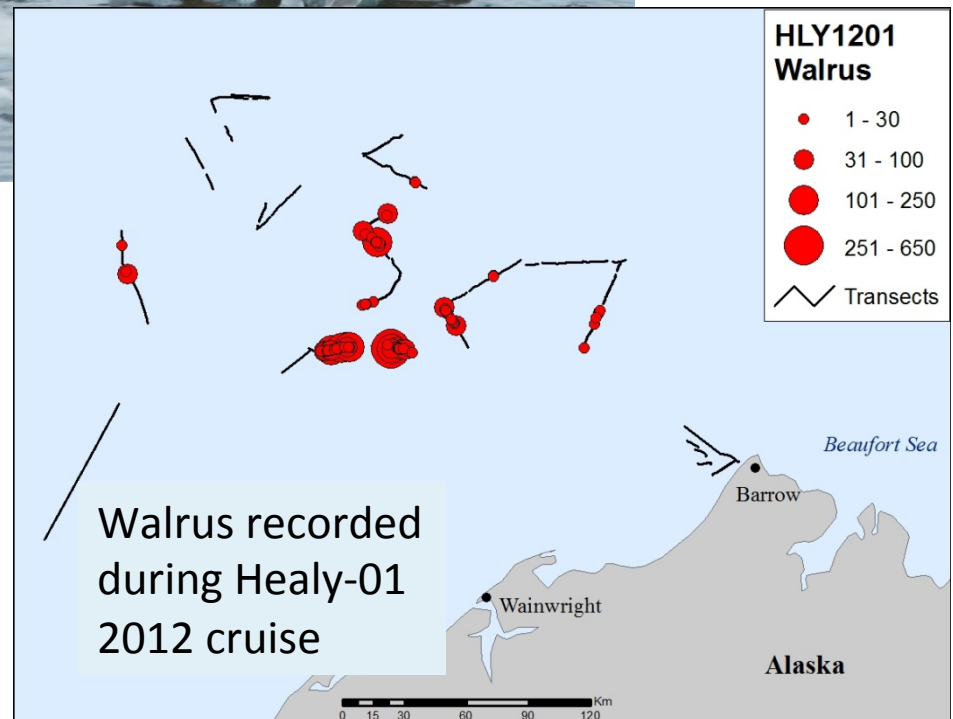 HLY1201
Walrus
1 - 30
31 - 100
101 - 250
251 - 650
Transects
Beaufort Sea
Barrow
Wainwright
Alaska
Walrus recorded
during Healy-01
2012 cruise
Km
0 15 30 60 90 120